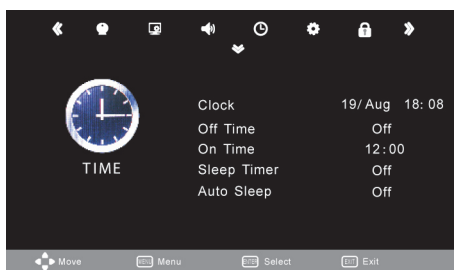 Clock 19/ Aug 18: 08
Off Time Off
On Time 12:00
TIME
Sleep Timer Off
Auto Sleep Off
Move MENU Menu ENTER Select EXIT Exit